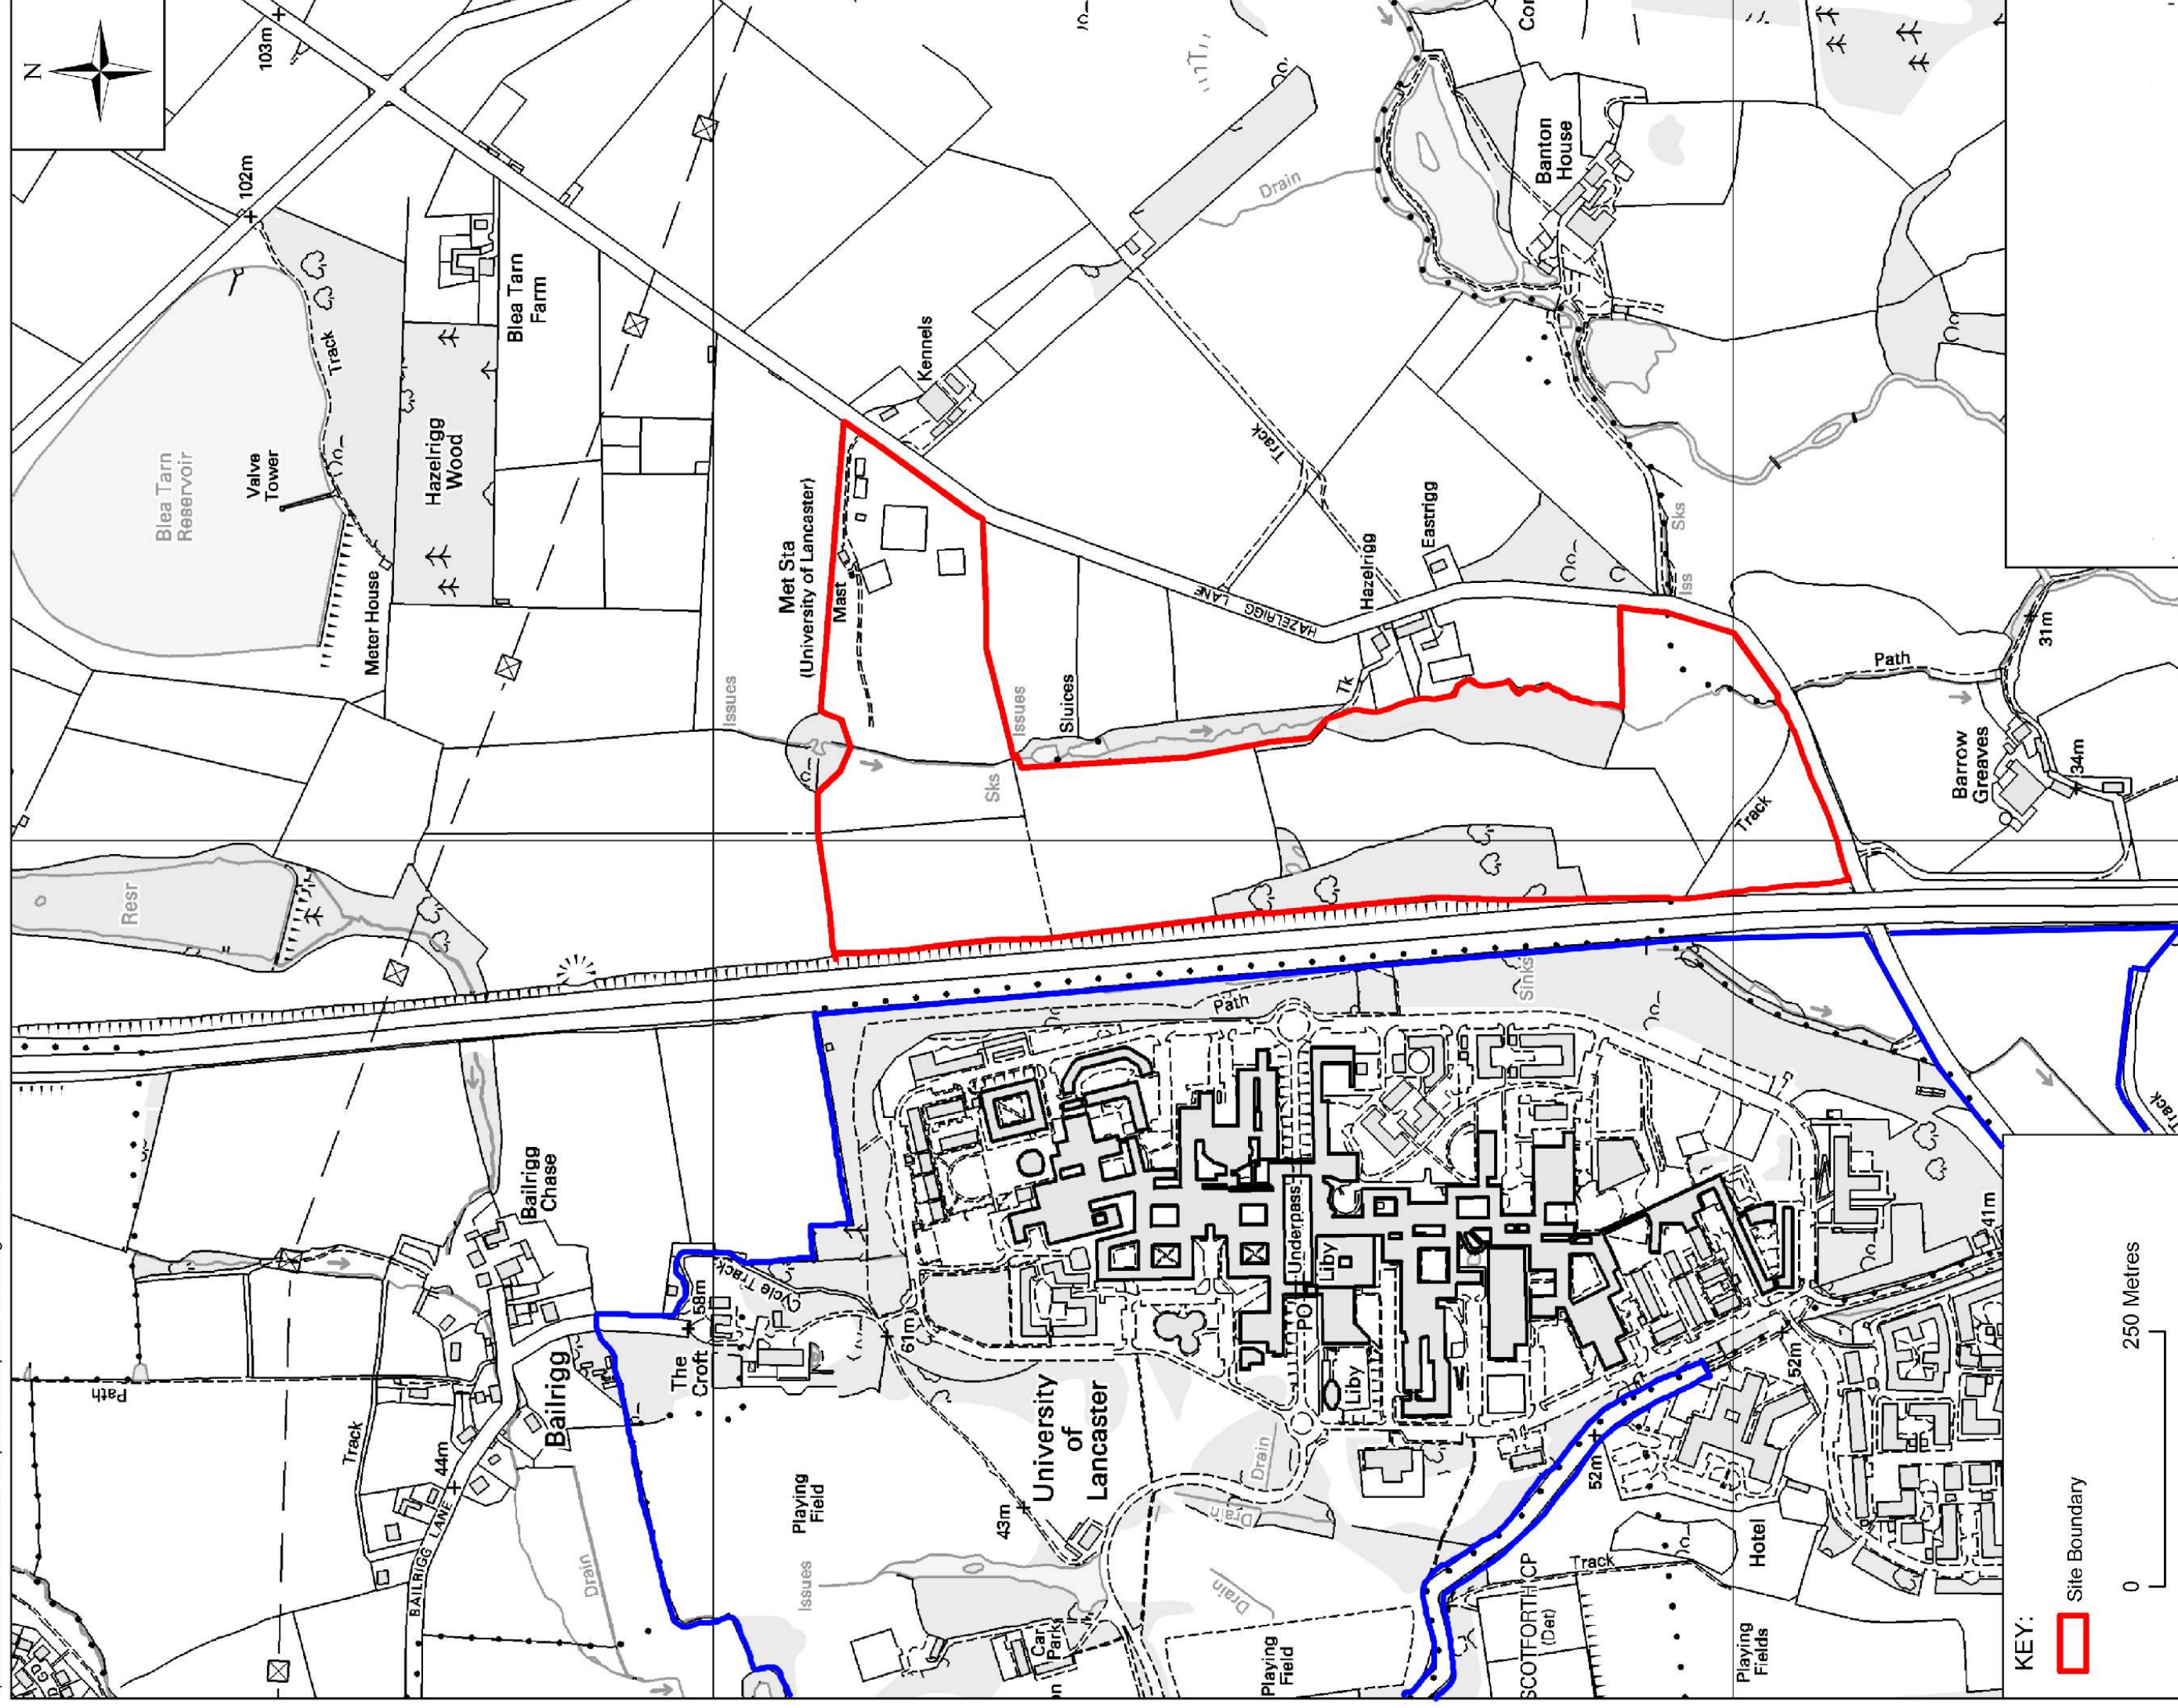 N
103m
102m
Blea Tarn
Reservoir
Valve
Tower
Track
Hazelrigg
Wood
Blea Tarn
Farm
Meter House
Resr
Issues
Met Sta
(University of Lancaster)
Mast
Kennels
Drain
Banton
House
Track
HAZELRIGG LANE
Hazelrigg
Eastrigg
Issues
Sluices
Sks
Tk
Sks
Iss
Path
31m
Barrow
Greaves
34m
Track
Track
Path
Sinks
Bailrigg
Chase
Bailrigg
Path
Track
44m
BAILRIGG LANE
Drain
The
Croft
58m
Cycle Track
61m
Playing
Field
Issues
University
of
Lancaster
43m
Underpass
PO
Liby
Liby
Drain
Drain
Drain
Car
Park
Playing
Field
SCOTFORTH CP
(Det)
Track
52m
52m
Hotel
Playing
Fields
41m
KEY:
Site Boundary
0
250 Metres